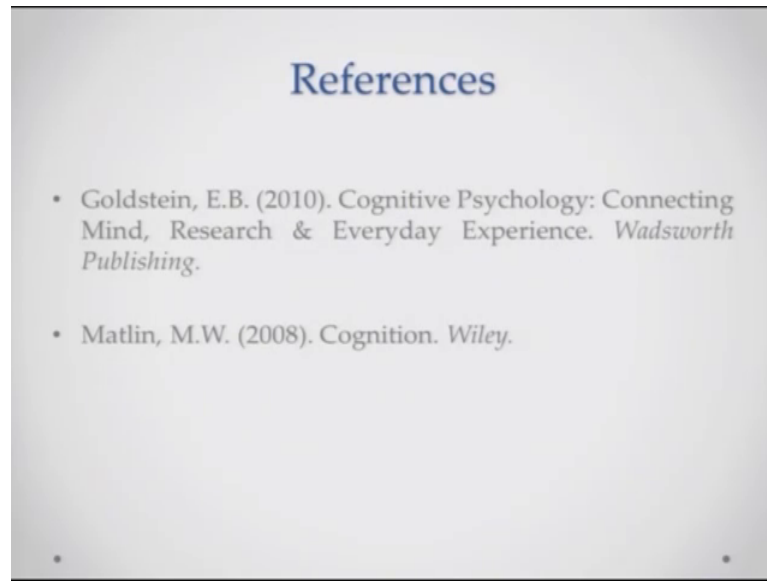 References
• Goldstein, E.B. (2010). Cognitive Psychology: Connecting
Mind, Research & Everyday Experience. Wadsworth
Publishing.
• Matlin, M.W. (2008). Cognition. Wiley.